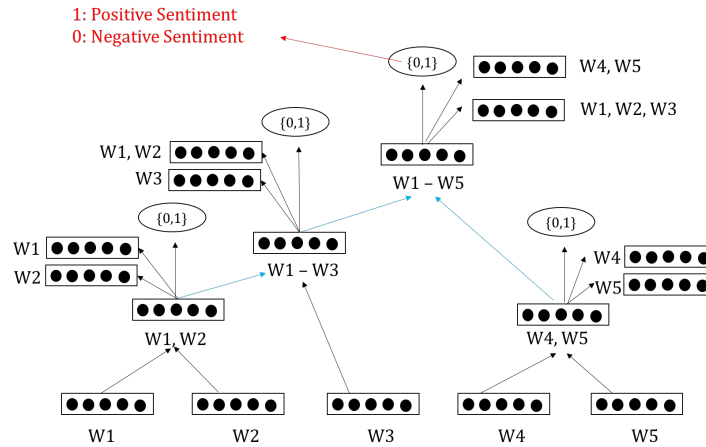 1: Positive Sentiment
0: Negative Sentiment
{0,1}
W4, W5
W1, W2, W3
{0,1}
W1, W2
W3
W1 – W5
{0,1}
{0,1}
W1
W2
W1 – W3
W4
W5
W1, W2
W4, W5
W1
W2
W3
W4
W5